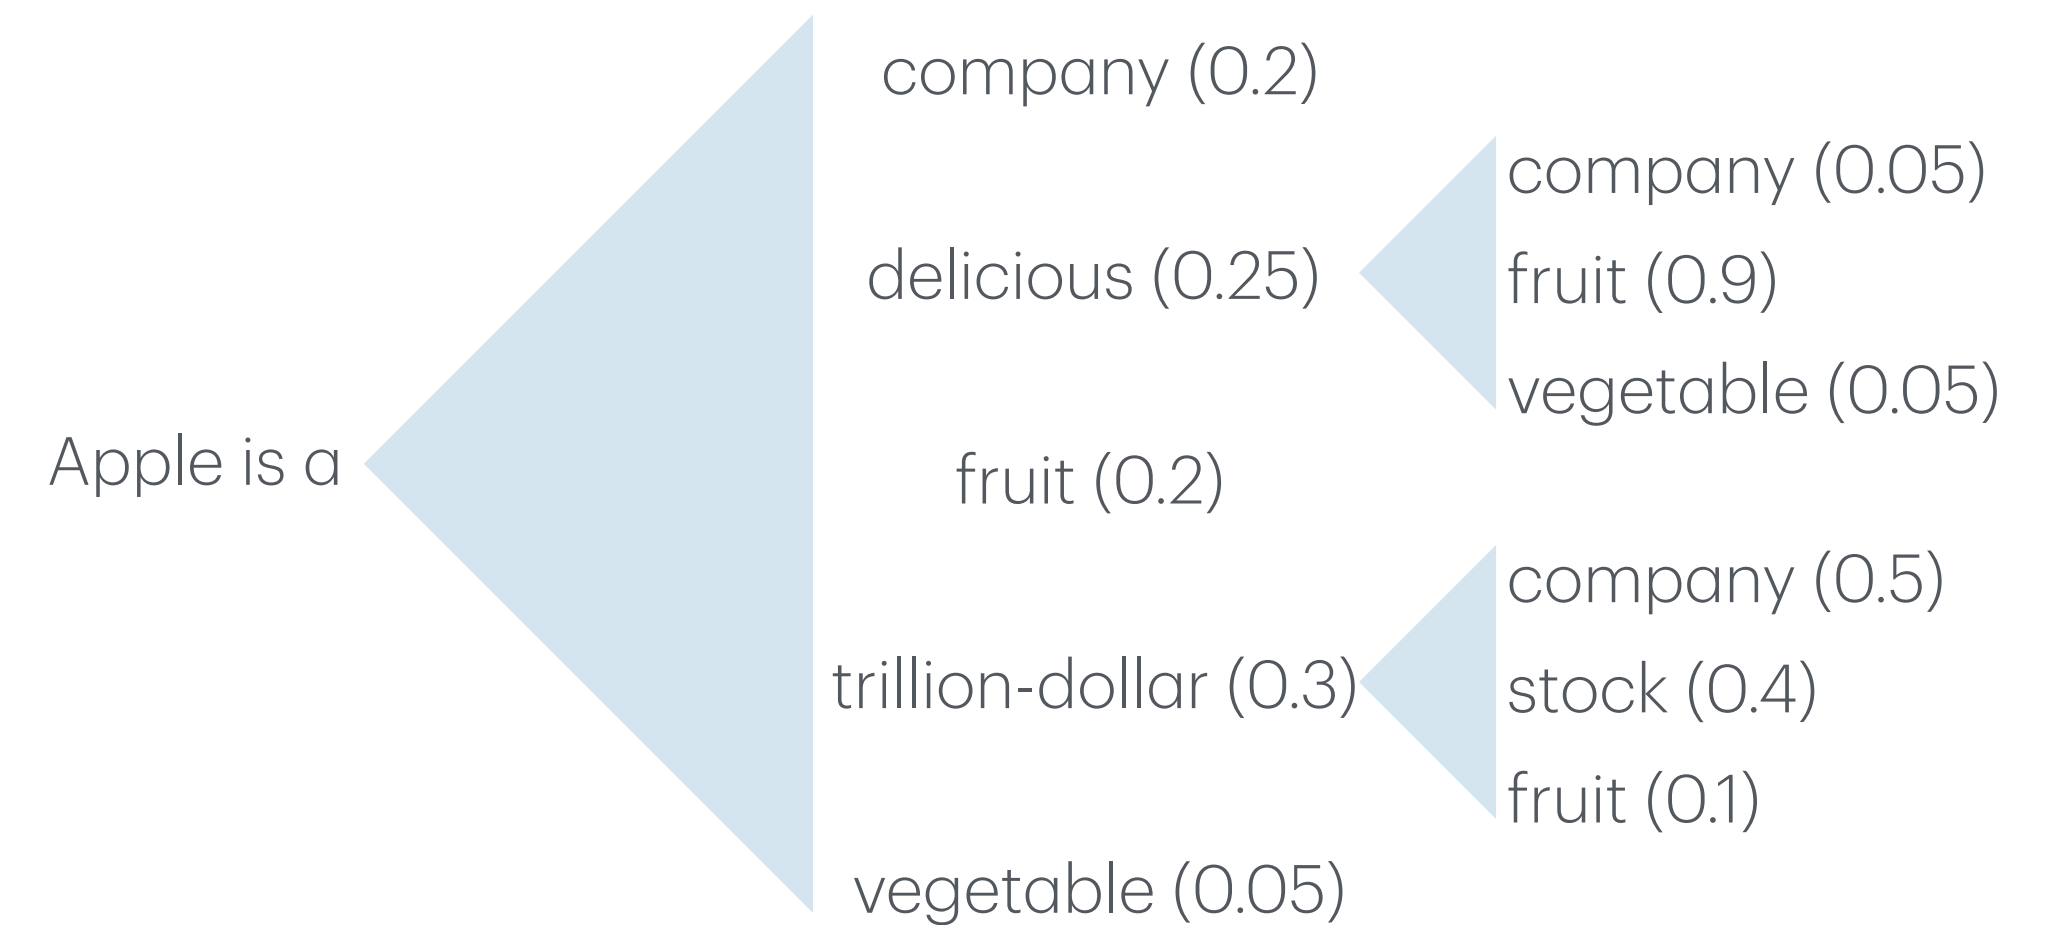 Apple is a
company (0.2)
delicious (0.25)
fruit (0.2)
trillion-dollar (0.3)
vegetable (0.05)
company (0.05)
fruit (0.9)
vegetable (0.05)
company (0.5)
stock (0.4)
fruit (0.1)